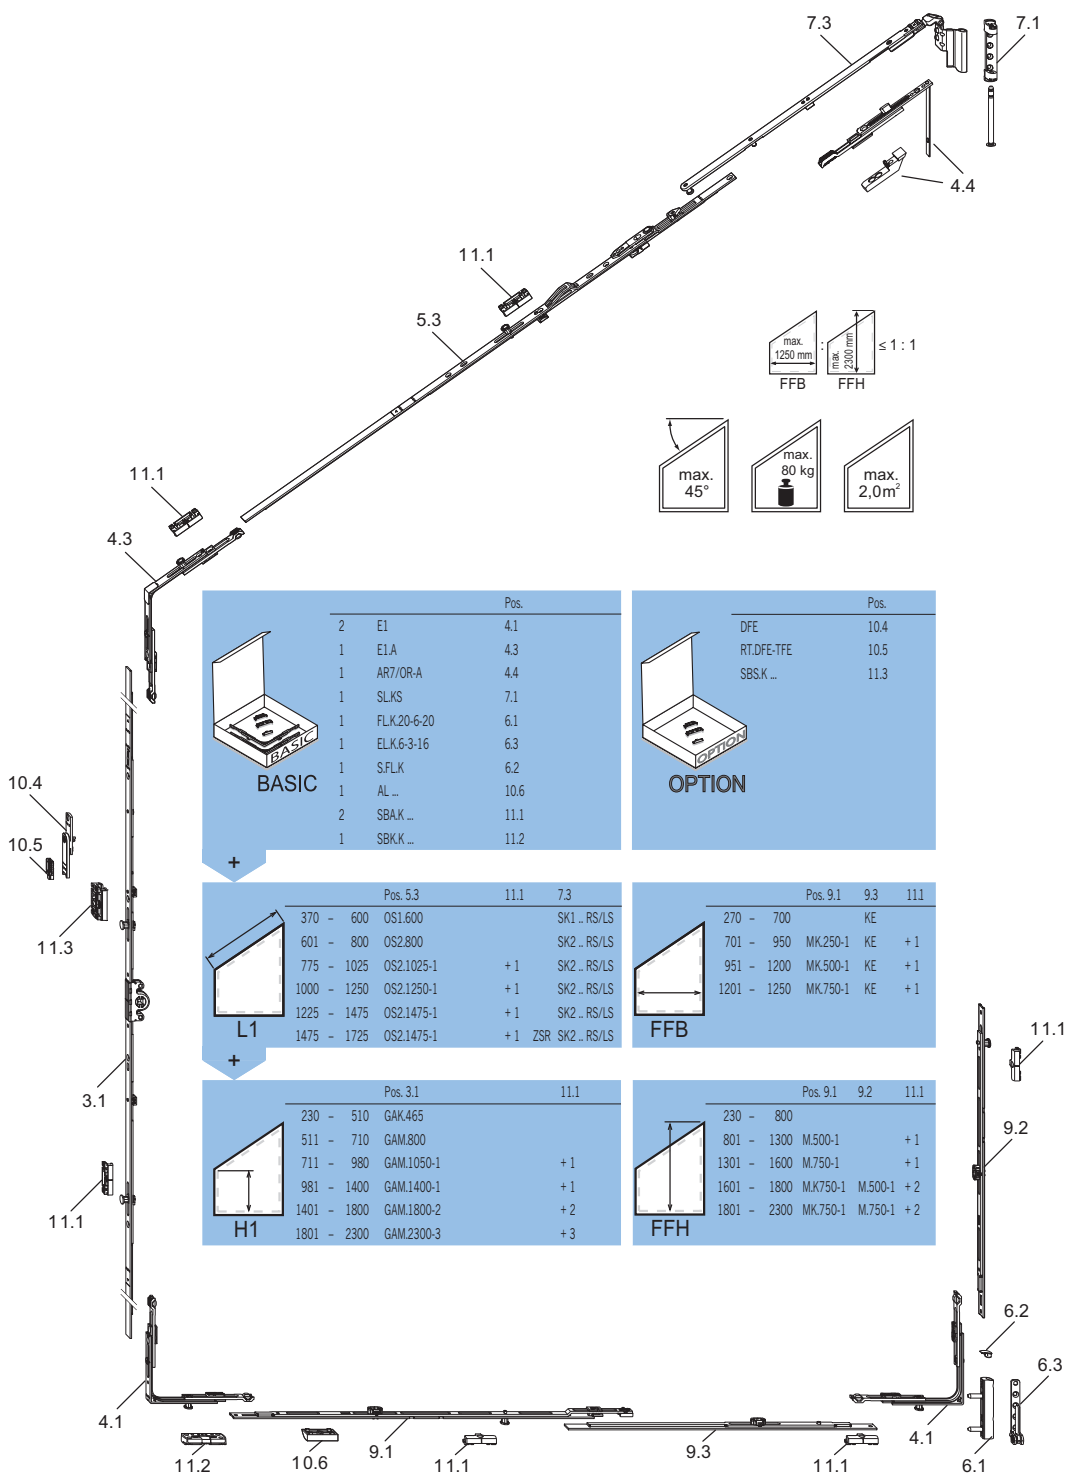 7.3
7.1
4.4
11.1
5.3
max.
1250 mm
:
max.
2300 mm
≤ 1 : 1
FFB
FFH
max.
45°
max.
80 kg
max.
2,0m²
11.1
4.3
Pos.
2 E1 4.1
1 E1.A 4.3
1 AR7/OR-A 4.4
1 SL.KS 7.1
1 FL.K.20-6-20 6.1
1 EL.K.6-3-16 6.3
1 S.FL.K 6.2
1 AL ... 10.6
2 SBA.K ... 11.1
1 SBK.K ... 11.2
BASIC
BASIC
Pos.
DFE 10.4
RT.DFE-TFE 10.5
SBS.K ... 11.3
OPTION
OPTION
+
10.4
10.5
11.3
Pos. 5.3 11.1 7.3
370 – 600 OS1.600 SK1 .. RS/LS
601 – 800 OS2.800 SK2 .. RS/LS
775 – 1025 OS2.1025-1 + 1 SK2 .. RS/LS
1000 – 1250 OS2.1250-1 + 1 SK2 .. RS/LS
1225 – 1475 OS2.1475-1 + 1 SK2 .. RS/LS
1475 – 1725 OS2.1475-1 + 1 ZSR SK2 .. RS/LS
L1
Pos. 9.1 9.3 11.1
270 – 700 KE
701 – 950 MK.250-1 KE + 1
951 – 1200 MK.500-1 KE + 1
1201 – 1250 MK.750-1 KE + 1
FFB
+
3.1
11.1
Pos. 3.1 11.1
230 – 510 GAK.465
511 – 710 GAM.800
711 – 980 GAM.1050-1 + 1
981 – 1400 GAM.1400-1 + 1
1401 – 1800 GAM.1800-2 + 2
1801 – 2300 GAM.2300-3 + 3
H1
Pos. 9.1 9.2 11.1
230 – 800
801 – 1300 M.500-1 + 1
1301 – 1600 M.750-1 + 1
1601 – 1800 M.K750-1 M.500-1 + 2
1801 – 2300 MK.750-1 M.750-1 + 2
FFH
11.1
9.2
6.2
6.3
4.1
11.2
10.6
9.1
11.1
9.3
11.1
4.1
6.1